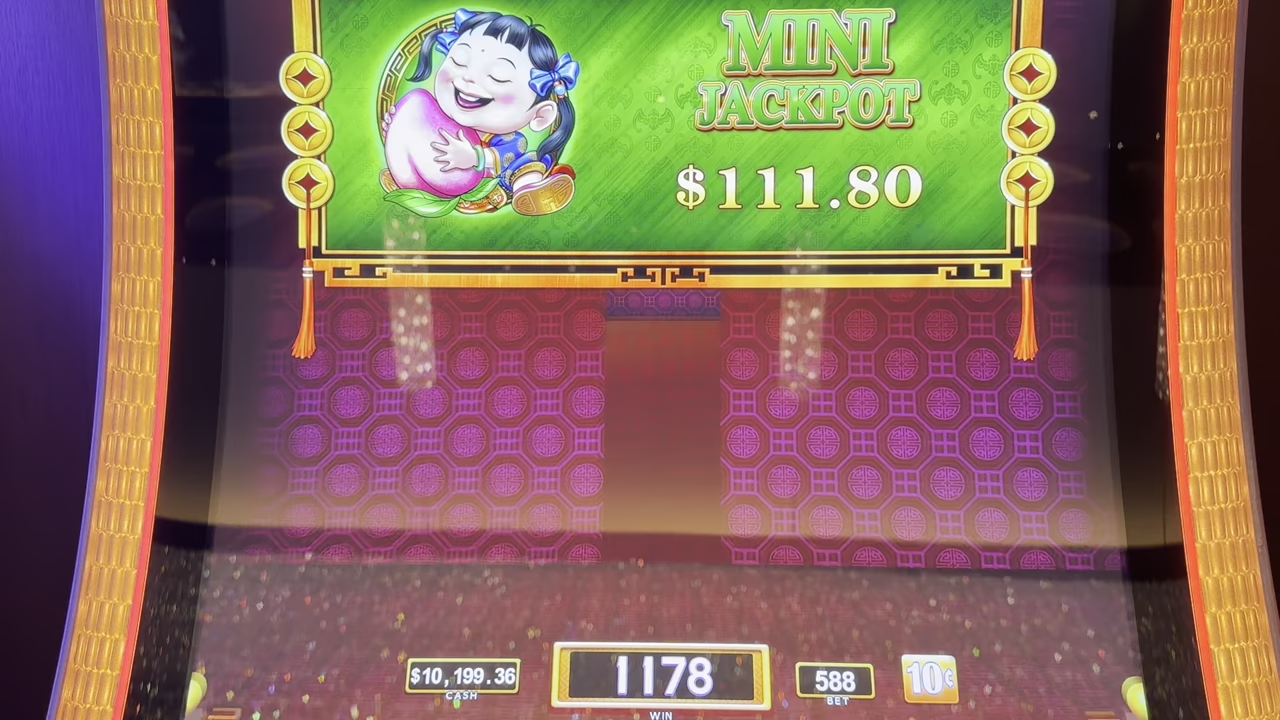 MINI
JACKPOT
$111.80
$10,199.36
CASH
1178
WIN
588
BET
10¢